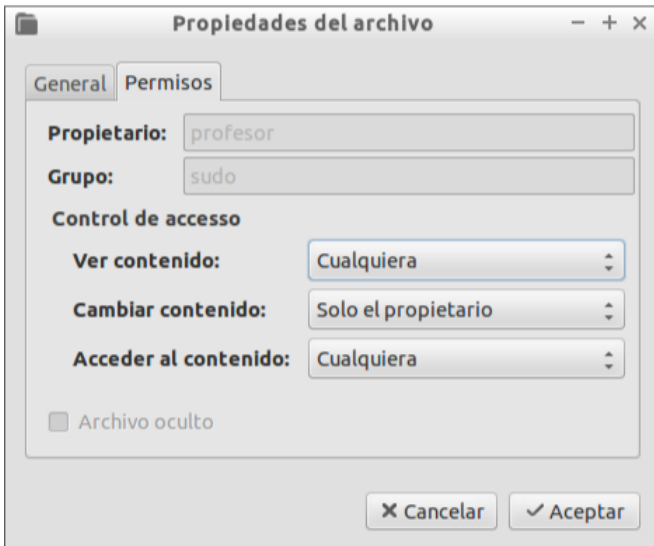 Propiedades del archivo
General Permisos
Propietario: profesor
Grupo: sudo
Control de accesso
Ver contenido: Cualquiera
Cambiar contenido: Solo el propietario
Acceder al contenido: Cualquiera
Archivo oculto
Cancelar Aceptar